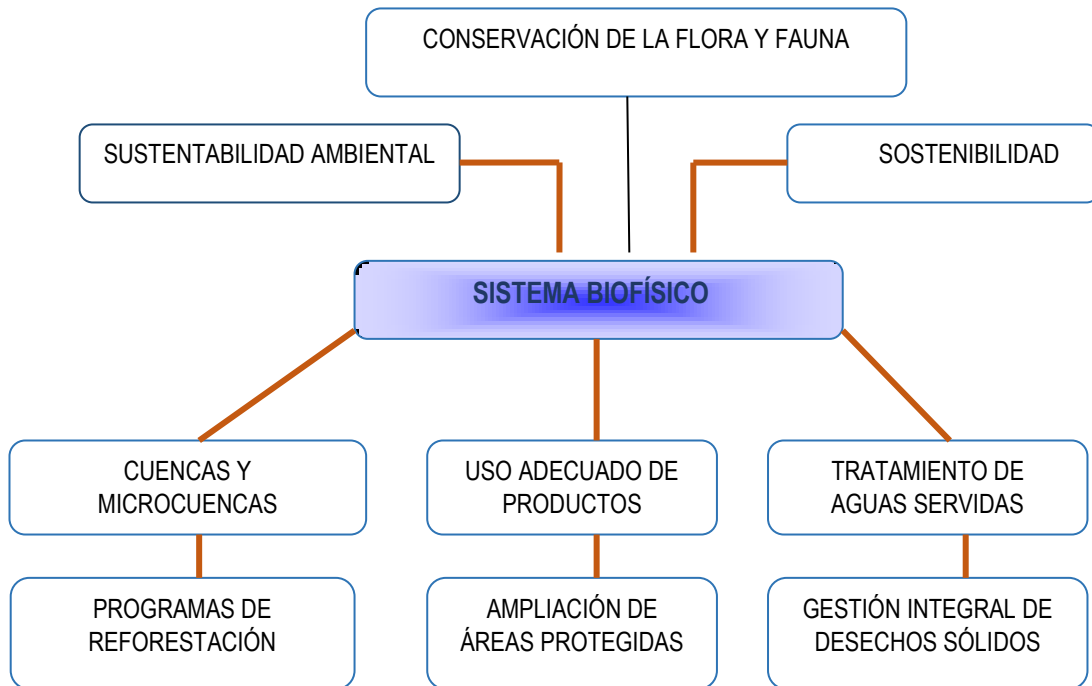 CONSERVACIÓN DE LA FLORA Y FAUNA
SUSTENTABILIDAD AMBIENTAL
SOSTENIBILIDAD
SISTEMA BIOFÍSICO
CUENCAS Y
MICROCUENCAS
USO ADECUADO DE
PRODUCTOS
TRATAMIENTO DE
AGUAS SERVIDAS
PROGRAMAS DE
REFORESTACIÓN
AMPLIACIÓN DE
ÁREAS PROTEGIDAS
GESTIÓN INTEGRAL DE
DESECHOS SÓLIDOS